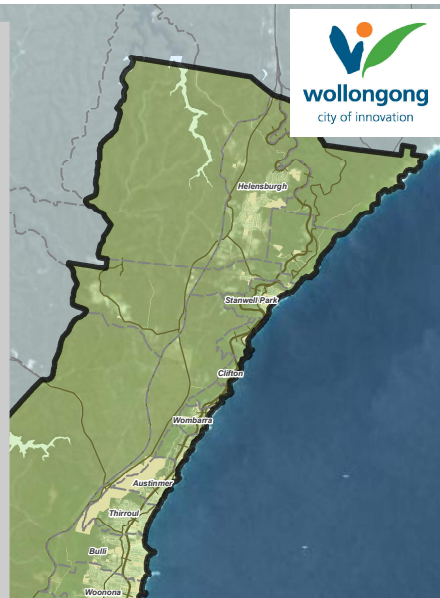 wollongong
city of innovation
Helensburgh
Stanwell Park
Clifton
Wombarra
Austinmer
Thirroul
Bulli
Woonona